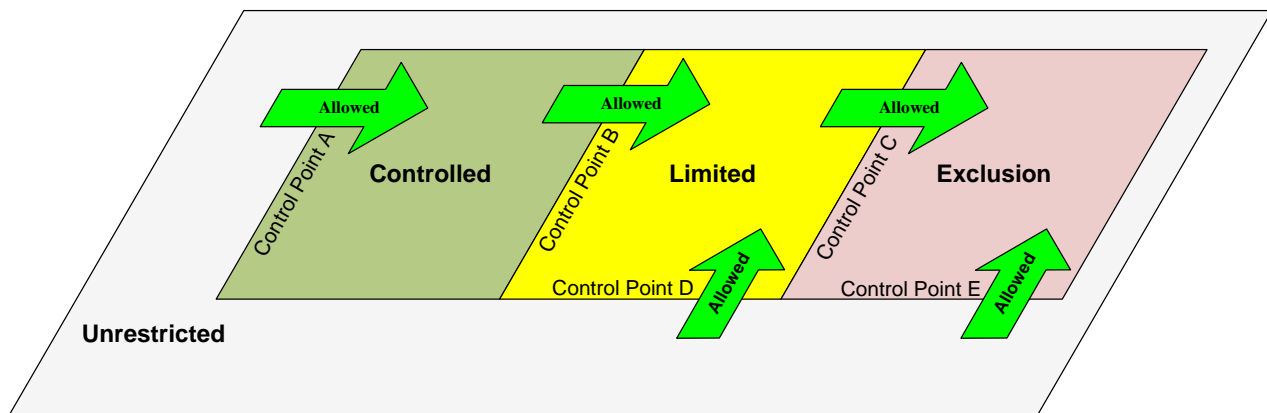 Allowed
Allowed
Allowed
Control Point A
Controlled
Control Point B
Limited
Control Point C
Exclusion
Control Point D
Allowed
Control Point E
Allowed
Unrestricted